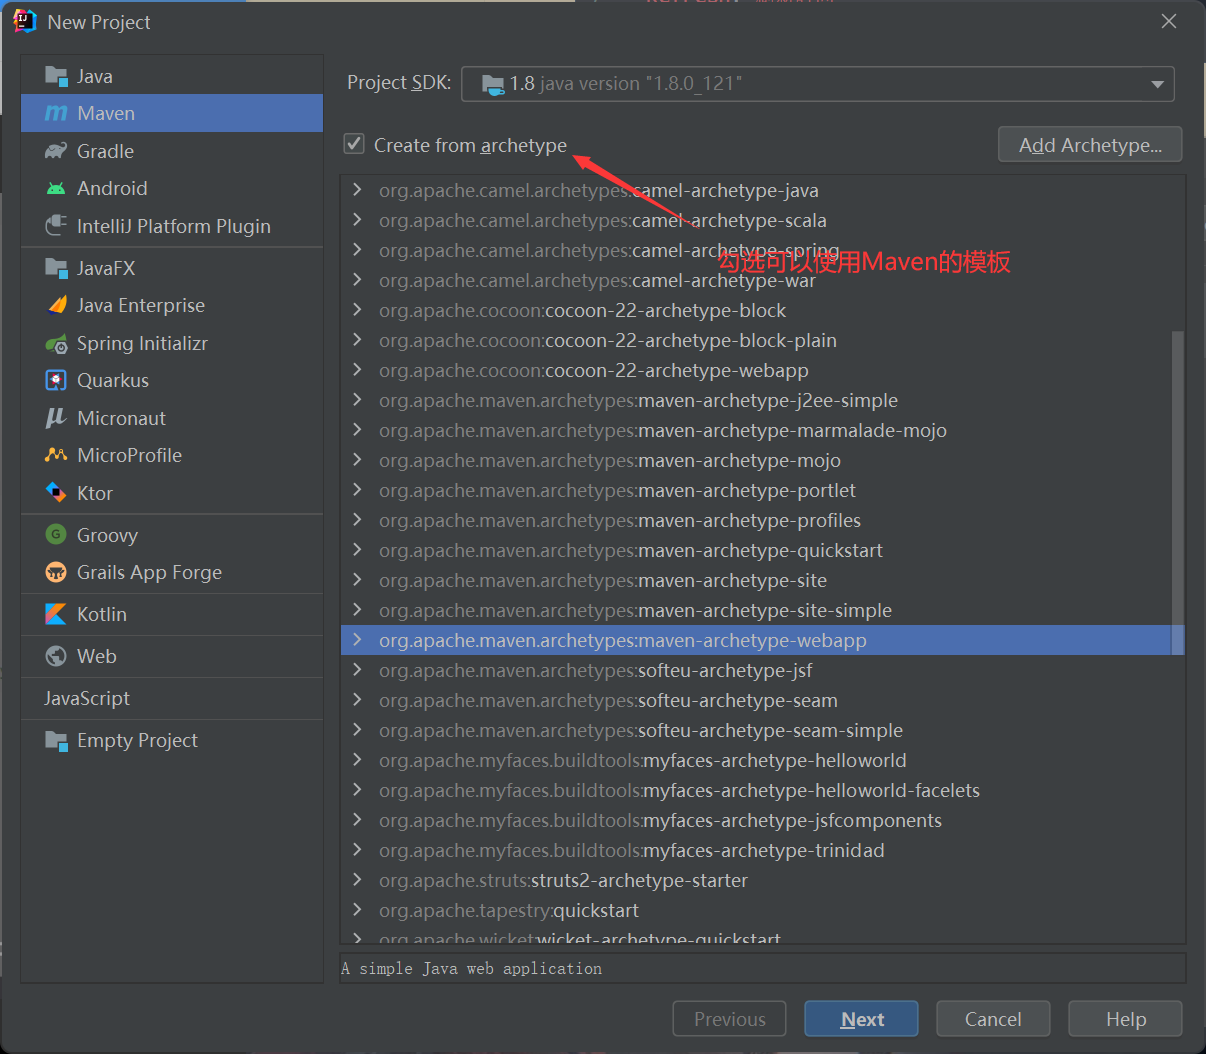 New Project
Java
Maven
Gradle
Android
IntelliJ Platform Plugin
JavaFX
Java Enterprise
Spring Initializr
Quarkus
Micronaut
MicroProfile
Ktor
Groovy
Grails App Forge
Kotlin
Web
JavaScript
Empty Project
Project SDK: 1.8 java version "1.8.0_121"
Create from archetype
Add Archetype...
org.apache.camel.archetypes:camel-archetype-java
org.apache.camel.archetypes:camel-archetype-scala
org.apache.camel.archetypes:camel-archetype-spring
勾选可以使用Maven的模板
org.apache.camel.archetypes:camel-archetype-war
org.apache.cocoon:cocoon-22-archetype-block
org.apache.cocoon:cocoon-22-archetype-block-plain
org.apache.cocoon:cocoon-22-archetype-webapp
org.apache.maven.archetypes:maven-archetype-j2ee-simple
org.apache.maven.archetypes:maven-archetype-marmalade-mojo
org.apache.maven.archetypes:maven-archetype-mojo
org.apache.maven.archetypes:maven-archetype-portlet
org.apache.maven.archetypes:maven-archetype-profiles
org.apache.maven.archetypes:maven-archetype-quickstart
org.apache.maven.archetypes:maven-archetype-site
org.apache.maven.archetypes:maven-archetype-site-simple
org.apache.maven.archetypes:maven-archetype-webapp
org.apache.maven.archetypes:softeu-archetype-jsf
org.apache.maven.archetypes:softeu-archetype-seam
org.apache.maven.archetypes:softeu-archetype-seam-simple
org.apache.myfaces.buildtools:myfaces-archetype-helloworld
org.apache.myfaces.buildtools:myfaces-archetype-helloworld-facelets
org.apache.myfaces.buildtools:myfaces-archetype-jsfcomponents
org.apache.myfaces.buildtools:myfaces-archetype-trinidad
org.apache.struts:struts2-archetype-starter
org.apache.tapestry:quickstart
org.apache.wicket:wicket-archetype-quickstart
A simple Java web application
Previous
Next
Cancel
Help